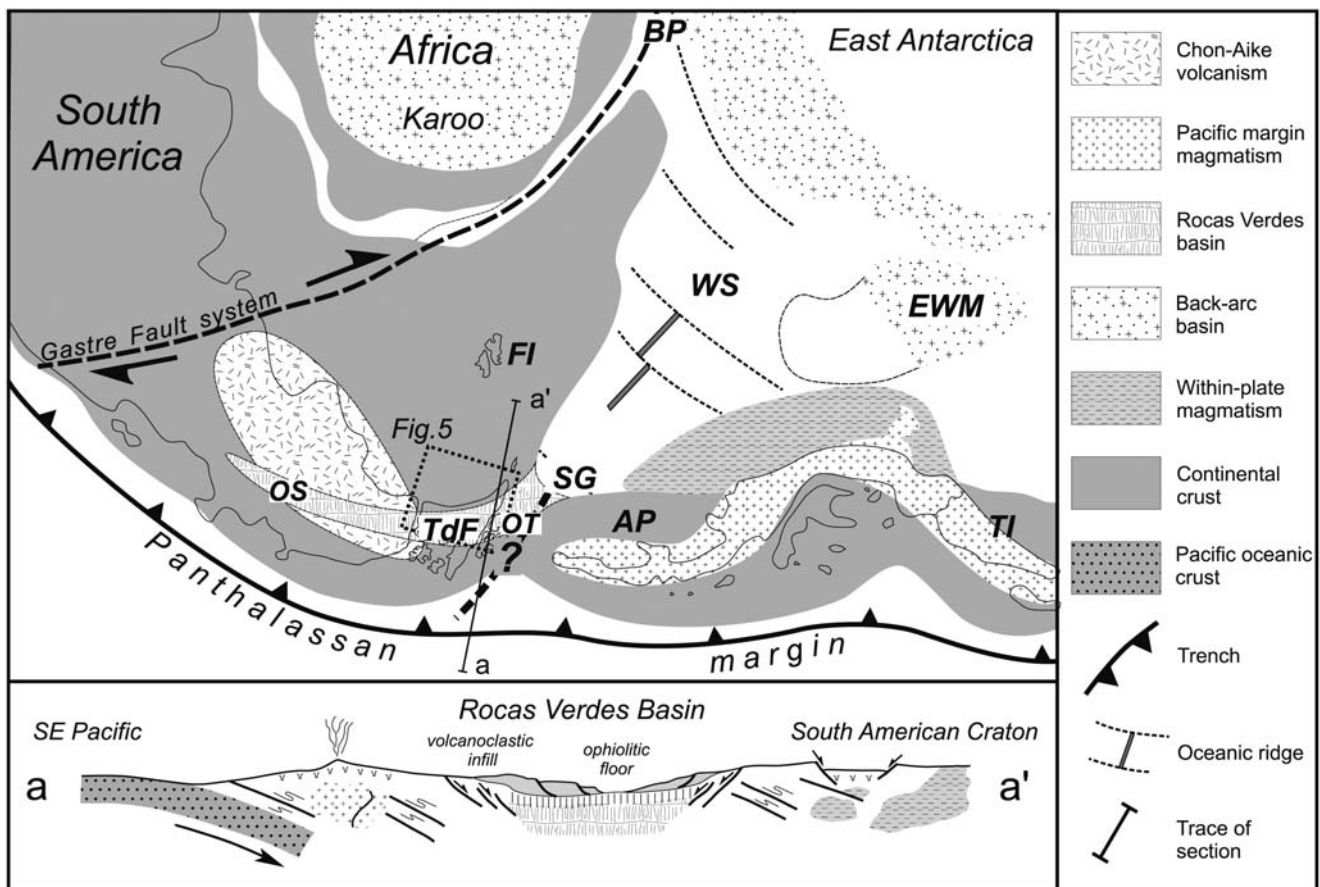 BP
Africa
East Antarctica
Karoo
South
America
Gastre Fault system
WS
EWM
FI
a'
Fig.5
OS
SG
TdF
OT
AP
TI
?
Panthalassan
margin
a
Rocas Verdes Basin
SE Pacific
volcanoclastic
infill
ophiolitic
floor
South American Craton
a
a'
Chon-Aike
volcanism
Pacific margin
magmatism
Rocas Verdes
basin
Back-arc
basin
Within-plate
magmatism
Continental
crust
Pacific oceanic
crust
Trench
Oceanic ridge
Trace of
section